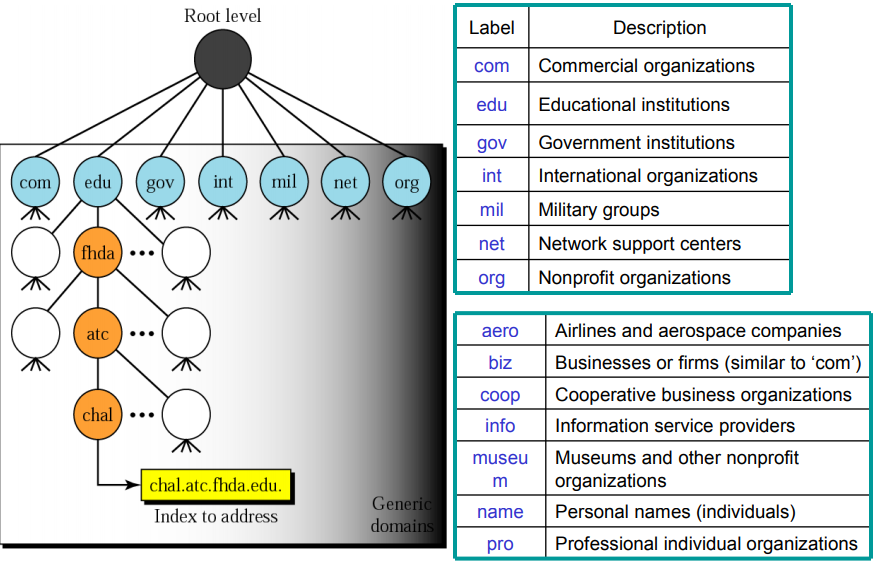 Root level
com edu gov int mil net org
fhda •••
atc •••
chal •••
chal.atc.fhda.edu.
Index to address
Generic
domains
Label Description
com Commercial organizations
edu Educational institutions
gov Government institutions
int International organizations
mil Military groups
net Network support centers
org Nonprofit organizations
aero Airlines and aerospace companies
biz Businesses or firms (similar to ‘com’)
coop Cooperative business organizations
info Information service providers
museu Museums and other nonprofit
m organizations
name Personal names (individuals)
pro Professional individual organizations